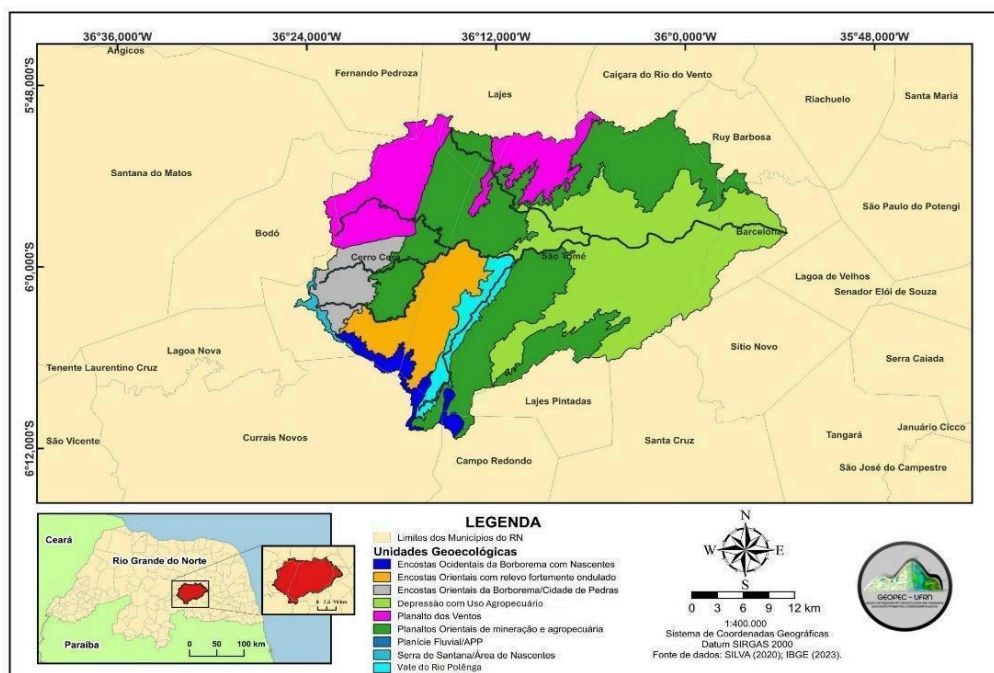 36°36,000'W 36°24,000'W 36°12,000'W 36°0,000'W 35°48,000'W
5°48,000'S
6°0,000'S
6°12,000'S
Angicos
Fernando Pedroza
Lajes
Caiçara do Rio do Vento
Riachuelo
Santa Maria
Ruy Barbosa
Santana do Matos
São Paulo do Potengi
Bodó
Barcelona
Cerro Corá
São Tomé
Lagoa de Velhos
Senador Elói de Souza
Lagoa Nova
Sítio Novo
Serra Caiada
Tenente Laurentino Cruz
Lajes Pintadas
São Vicente
Currais Novos
Santa Cruz
Tangará
Januário Cicco
Campo Redondo
São José do Campestre
Ceará
Rio Grande do Norte
Paraíba
0 50 100 km
LEGENDA
Limiles dos Municípios do RN
Unidades Geoecológicas
Encostas Ocidentais da Borborema com Nascentes
Encostas Orientais com relevo fortemente ondulado
Encostas Orientais da Borborema/Cidade de Pedras
Depressão com Uso Agropecuário
Planalto dos Ventos
Planaltos Orientais de mineração e agropecuária
Planície Fluvial/APP
Serra de Santana/Área de Nascentes
Vale do Rio Potênga
N
W E
S
0 3 6 9 12 km
1:400.000
Sistema de Coordenadas Geográficas
Datum SIRGAS 2000
Fonte de dados: SILVA (2020); IBGE (2023).
GEOPEC - UFRN